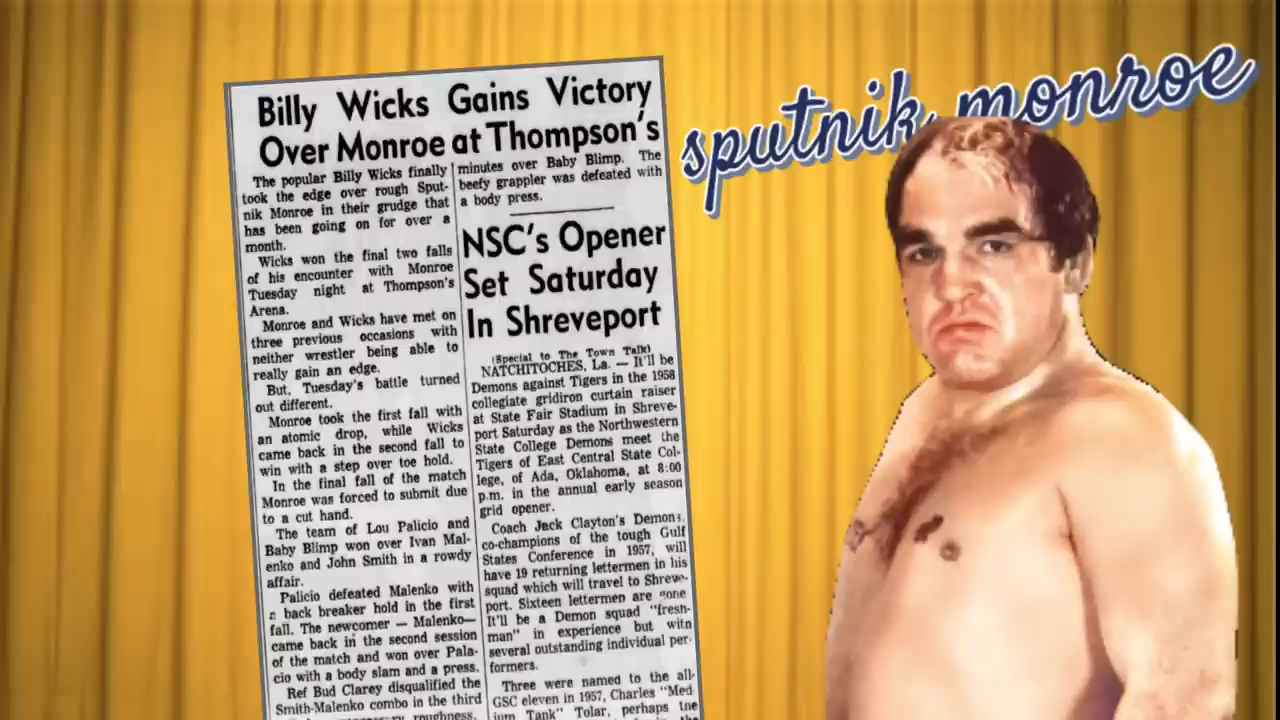 Billy Wicks Gains Victory
Over Monroe at Thompson's
The popular Billy Wicks finally
took the edge over rough Sput-
nik Monroe in their grudge that
has been going on for over a
month.
Wicks won the final two falls
of his encounter with Monroe
Tuesday night at Thompson's
Arena.
Monroe and Wicks have met on
three previous occasions with
neither wrestler being able to
really gain an edge.
But, Tuesday's battle turned
out different.
Monroe took the first fall with
an atomic drop, while Wicks
came back in the second fall to
win with a step over toe hold.
In the final fall of the match
Monroe was forced to submit due
to a cut hand.
The team of Lou Palicio and
Baby Blimp won over Ivan Mal-
enko and John Smith in a rowdy
affair.
Palicio defeated Malenko with
a back breaker hold in the first
fall. The newcomer — Malenko—
came back in the second session
of the match and won over Pala-
cio with a body slam and a press.
Ref Bud Clarey disqualified the
Smith-Malenko combo in the third
roughness,
minutes over Baby Blimp. The
beefy grappler was defeated with
a body press.
NSC's Opener
Set Saturday
In Shreveport
(Special to The Town Talk)
NATCHITOCHES, La. — It'll be
Demons against Tigers in the 1958
collegiate gridiron curtain raiser
at State Fair Stadium in Shreve-
port Saturday as the Northwestern
State College Demons meet the
Tigers of East Central State Col-
lege, of Ada, Oklahoma, at 8:00
p.m. in the annual early season
grid opener.
Coach Jack Clayton's Demons,
co-champions of the tough Gulf
States Conference in 1957, will
have 19 returning lettermen in his
squad which will travel to Shreve-
port. Sixteen lettermen are gone
It'll be a Demon squad "fresh-
man" in experience but with
several outstanding individual per-
formers.
Three were named to the all-
GSC eleven in 1957, Charles "Med-
ium Tank" Tolar, perhaps the
sputnik monroe